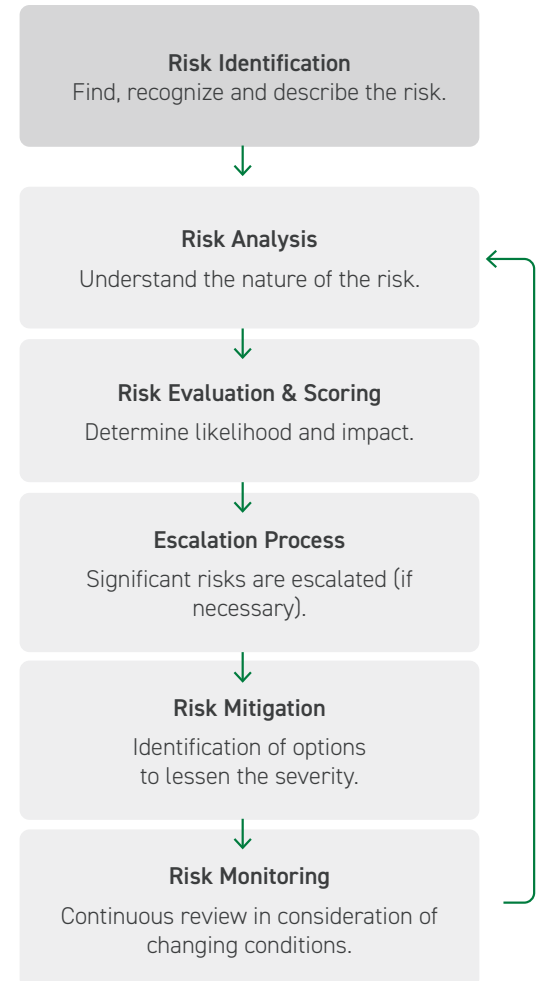 Risk Identification
Find, recognize and describe the risk.
Risk Analysis
Understand the nature of the risk.
Risk Evaluation & Scoring
Determine likelihood and impact.
Escalation Process
Significant risks are escalated (if
necessary).
Risk Mitigation
Identification of options
to lessen the severity.
Risk Monitoring
Continuous review in consideration of
changing conditions.